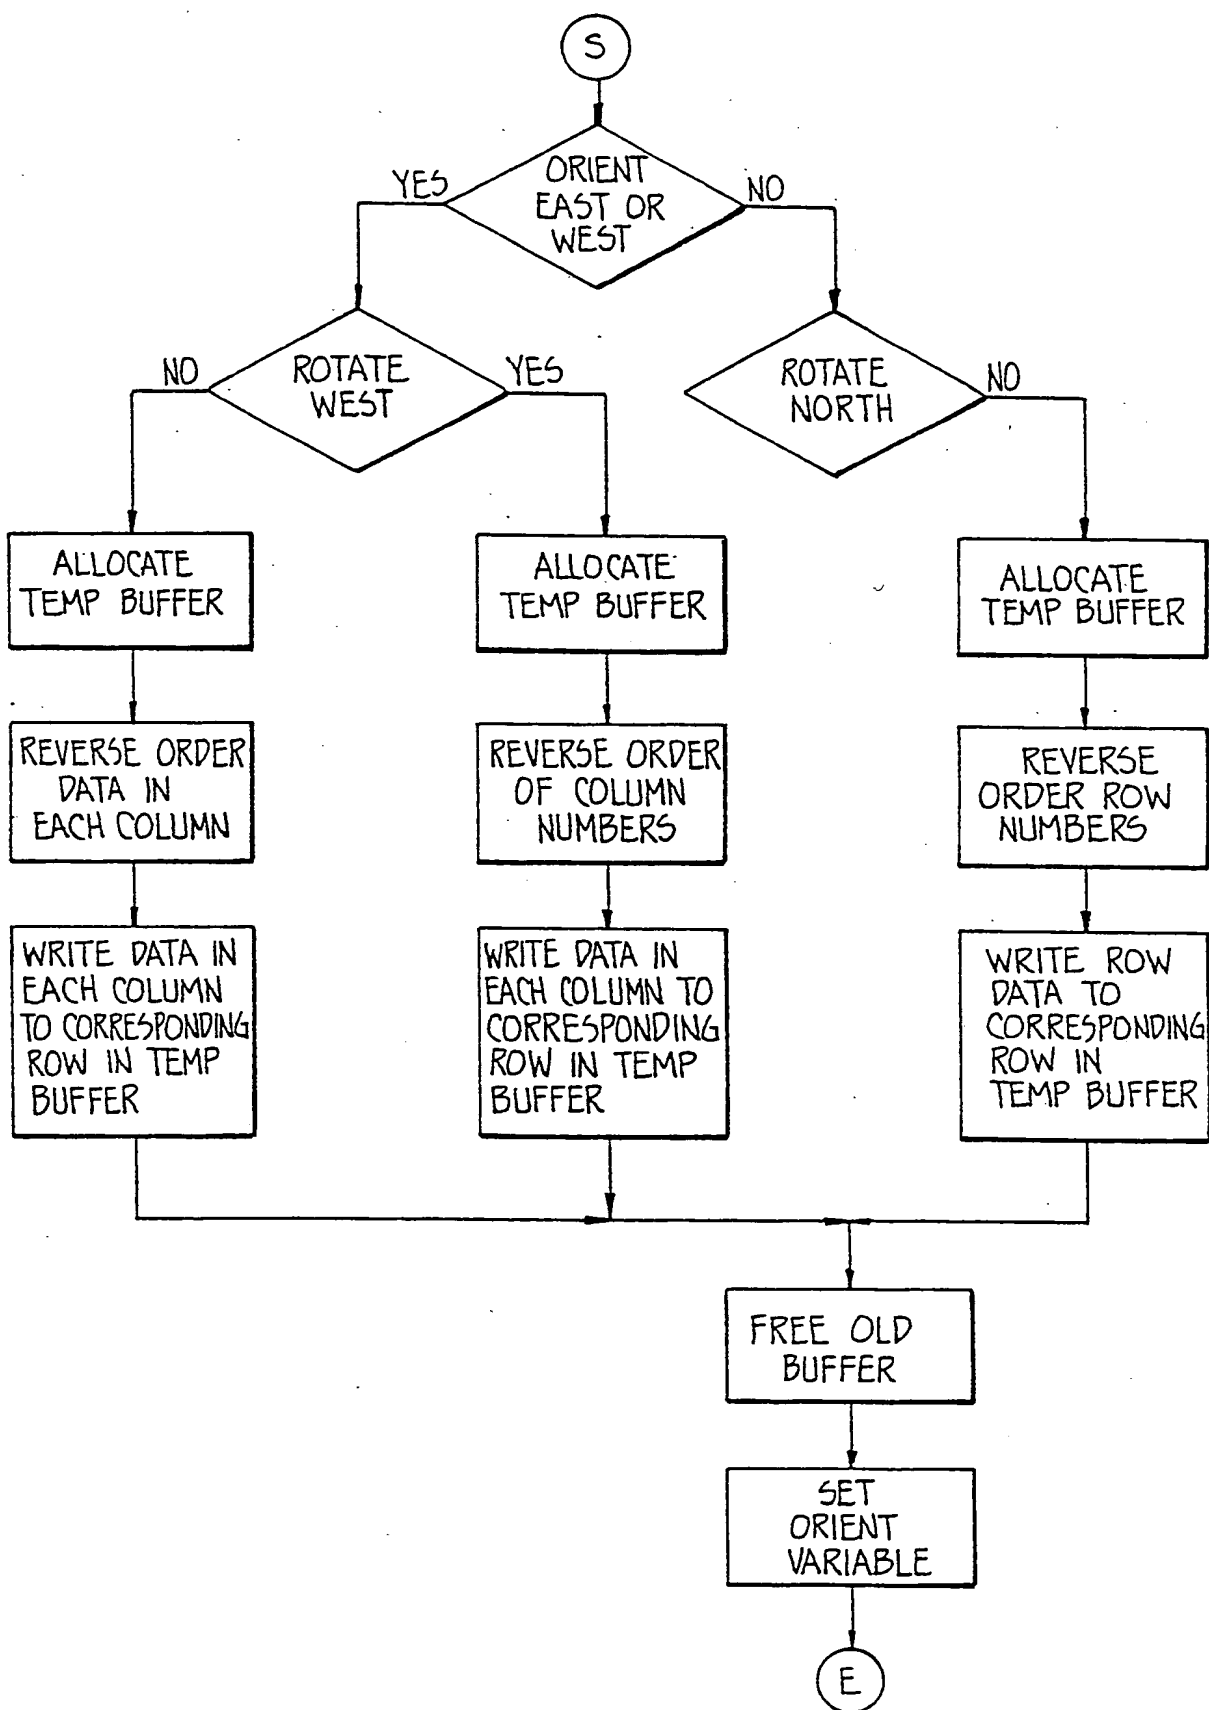 S
ORIENT
EAST OR
WEST
YES
NO
ROTATE
WEST
NO
YES
ROTATE
NORTH
NO
ALLOCATE
TEMP BUFFER
ALLOCATE
TEMP BUFFER
ALLOCATE
TEMP BUFFER
REVERSE ORDER
DATA IN
EACH COLUMN
REVERSE ORDER
OF COLUMN
NUMBERS
REVERSE
ORDER ROW
NUMBERS
WRITE DATA IN
EACH COLUMN
TO CORRESPONDING
ROW IN TEMP
BUFFER
WRITE DATA IN
EACH COLUMN TO
CORRESPONDING
ROW IN TEMP
BUFFER
WRITE ROW
DATA TO
CORRESPONDING
ROW IN
TEMP BUFFER
FREE OLD
BUFFER
SET
ORIENT
VARIABLE
E